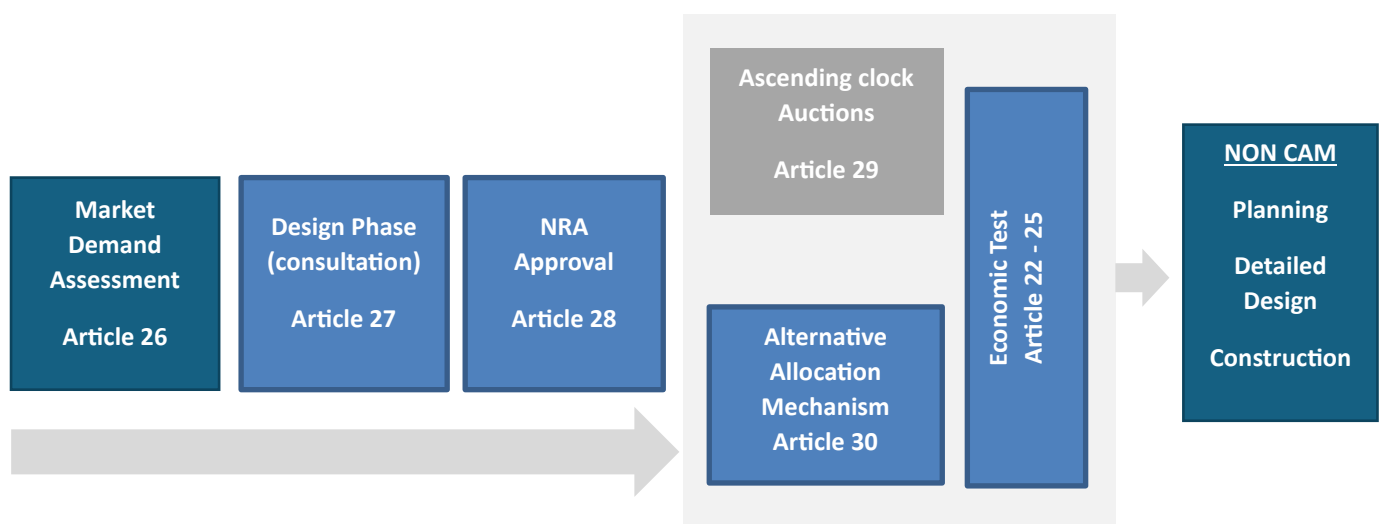 Market
Demand
Assessment
Article 26
Design Phase
(consultation)
Article 27
NRA
Approval
Article 28
Ascending clock
Auctions
Article 29
Alternative
Allocation
Mechanism
Article 30
Economic Test
Article 22 - 25
NON CAM
Planning
Detailed
Design
Construction